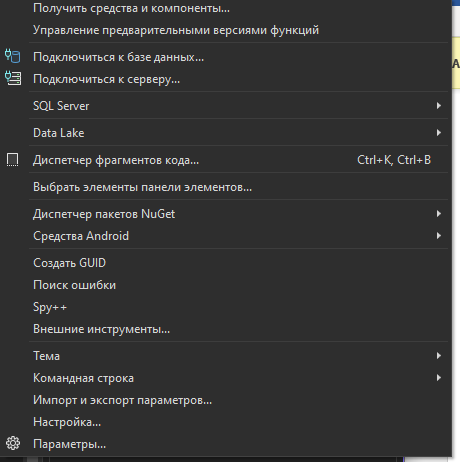 Получить средства и компоненты...
Управление предварительными версиями функций
Подключиться к базе данных...
Подключиться к серверу...
SQL Server
Data Lake
Диспетчер фрагментов кода... Ctrl+K, Ctrl+B
Выбрать элементы панели элементов...
Диспетчер пакетов NuGet
Средства Android
Создать GUID
Поиск ошибки
Spy++
Внешние инструменты...
Тема
Командная строка
Импорт и экспорт параметров...
Настройка...
Параметры...